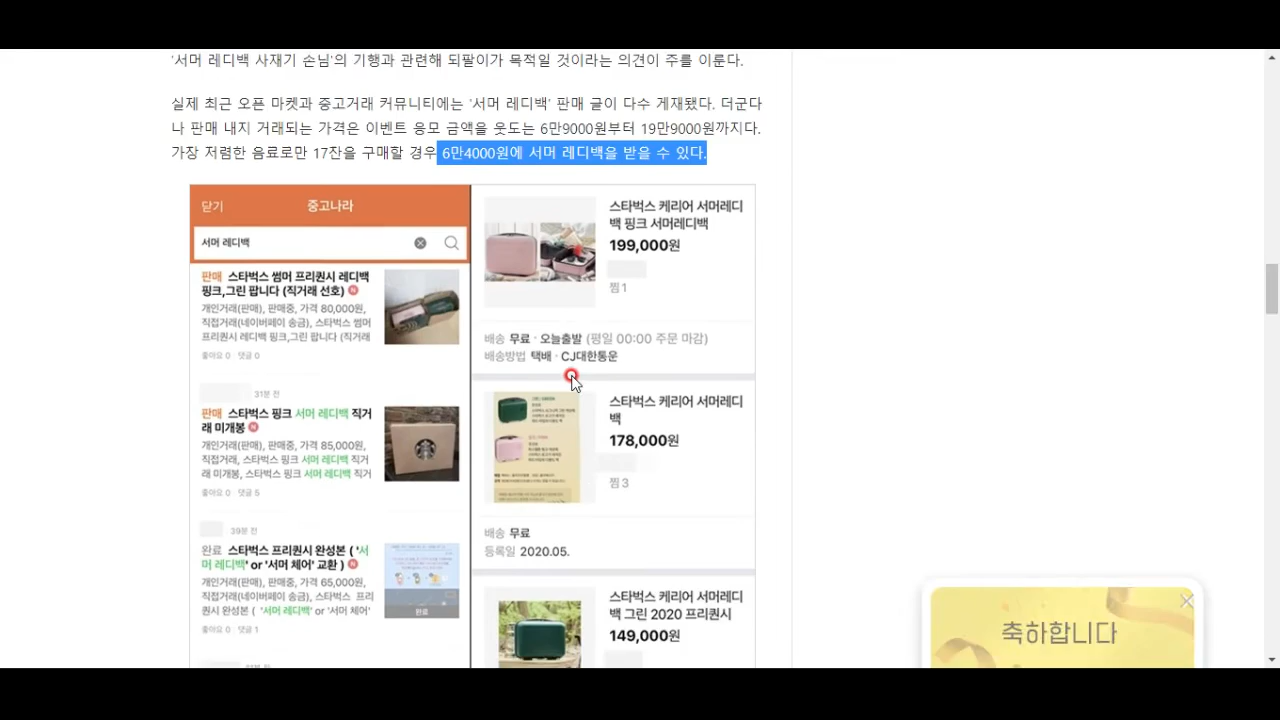 '서머 레디백 사재기 손님'의 기행과 관련해 되팔이가 목적일 것이라는 의견이 주를 이룬다.
실제 최근 오픈 마켓과 중고거래 커뮤니티에는 '서머 레디백' 판매 글이 다수 게재됐다. 더군다
나 판매 내지 거래되는 가격은 이벤트 응모 금액을 웃도는 6만9000원부터 19만9000원까지다.
가장 저렴한 음료로만 17잔을 구매할 경우 6만4000원에 서머 레디백을 받을 수 있다.
닫기 중고나라
서머 레디백
판매 스타벅스 썸머 프리퀀시 레디백
핑크,그린 팝니다 (직거래 선호) N
개인거래(판매), 판매중, 가격 80,000원,
직접거래(네이버페이 송금), 스타벅스 썸머
프리퀀시 레디백 핑크,그린 팝니다 (직거래
좋아요 0 · 댓글 0
31분 전
판매 스타벅스 핑크 서머 레디백 직거
래 미개봉 N
개인거래(판매), 판매중, 가격 85,000원,
직접거래, 스타벅스 핑크 서머 레디백 직거
래 미개봉, 스타벅스 핑크 서머 레디백 직거
좋아요 0 · 댓글 5
39분 전
완료 스타벅스 프리퀀시 완성본 ( '서
머 레디백' or '서머 체어' 교환 ) N
개인거래(판매), 판매중, 가격 65,000원,
직접거래(네이버페이 송금), 스타벅스 프리
퀀시 완성본 ( '서머 레디백' or '서머 체어'
완료
좋아요 0 · 댓글 1
스타벅스 케리어 서머레디
백 핑크 서머레디백
199,000원
찜 1
배송 무료 · 오늘출발 (평일 00:00 주문 마감)
배송방법 택배 · CJ대한통운
스타벅스 케리어 서머레디
백
178,000원
찜 3
배송 무료
등록일 2020.05.
스타벅스 케리어 서머레디
백 그린 2020 프리퀀시
149,000원
축하합니다